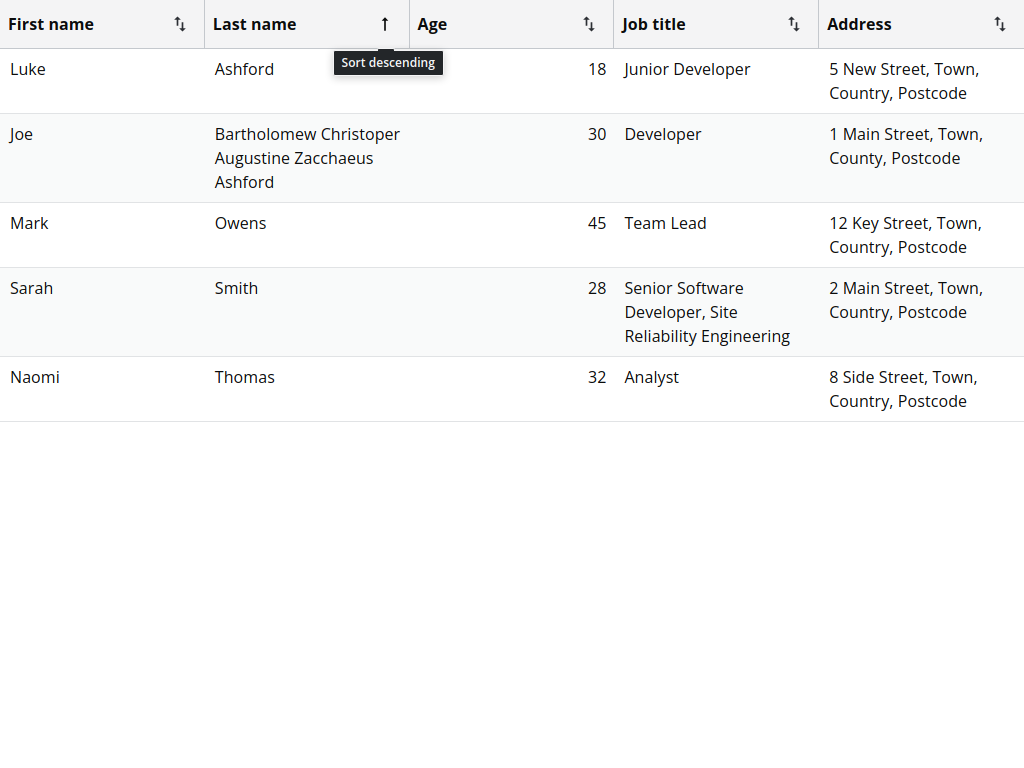 First name Last name Age Job title Address
Sort descending
Luke Ashford 18 Junior Developer 5 New Street, Town,
Country, Postcode
Joe Bartholomew Christoper 30 Developer 1 Main Street, Town,
Augustine Zacchaeus County, Postcode
Ashford
Mark Owens 45 Team Lead 12 Key Street, Town,
Country, Postcode
Sarah Smith 28 Senior Software 2 Main Street, Town,
Developer, Site Country, Postcode
Reliability Engineering
Naomi Thomas 32 Analyst 8 Side Street, Town,
Country, Postcode